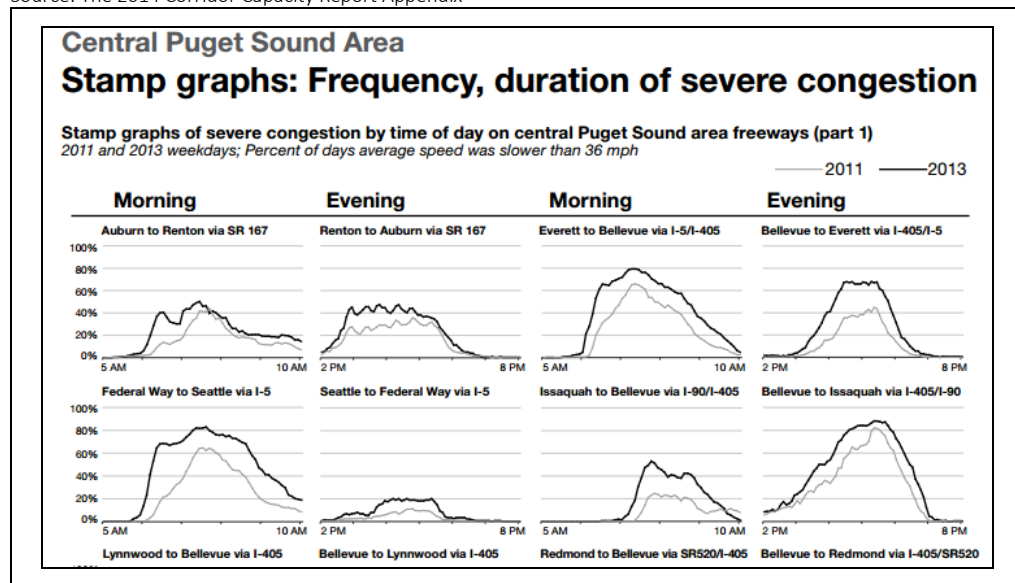 Source: The 2014 Corridor Capacity Report Appendix
Central Puget Sound Area
Stamp graphs: Frequency, duration of severe congestion
Stamp graphs of severe congestion by time of day on central Puget Sound area freeways (part 1)
2011 and 2013 weekdays; Percent of days average speed was slower than 36 mph
2011 2013
Morning Evening Morning Evening
Auburn to Renton via SR 167 Renton to Auburn via SR 167 Everett to Bellevue via I-5/I-405 Bellevue to Everett via I-405/I-5
100%
80%
60%
40%
20%
0%
5 AM 10 AM 2 PM 8 PM 5 AM 10 AM 2 PM 8 PM
Federal Way to Seattle via I-5 Seattle to Federal Way via I-5 Issaquah to Bellevue via I-90/I-405 Bellevue to Issaquah via I-405/I-90
100%
80%
60%
40%
20%
0%
5 AM 10 AM 2 PM 8 PM 5 AM 10 AM 2 PM 8 PM
Lynnwood to Bellevue via I-405 Bellevue to Lynnwood via I-405 Redmond to Bellevue via SR520/I-405 Bellevue to Redmond via I-405/SR520